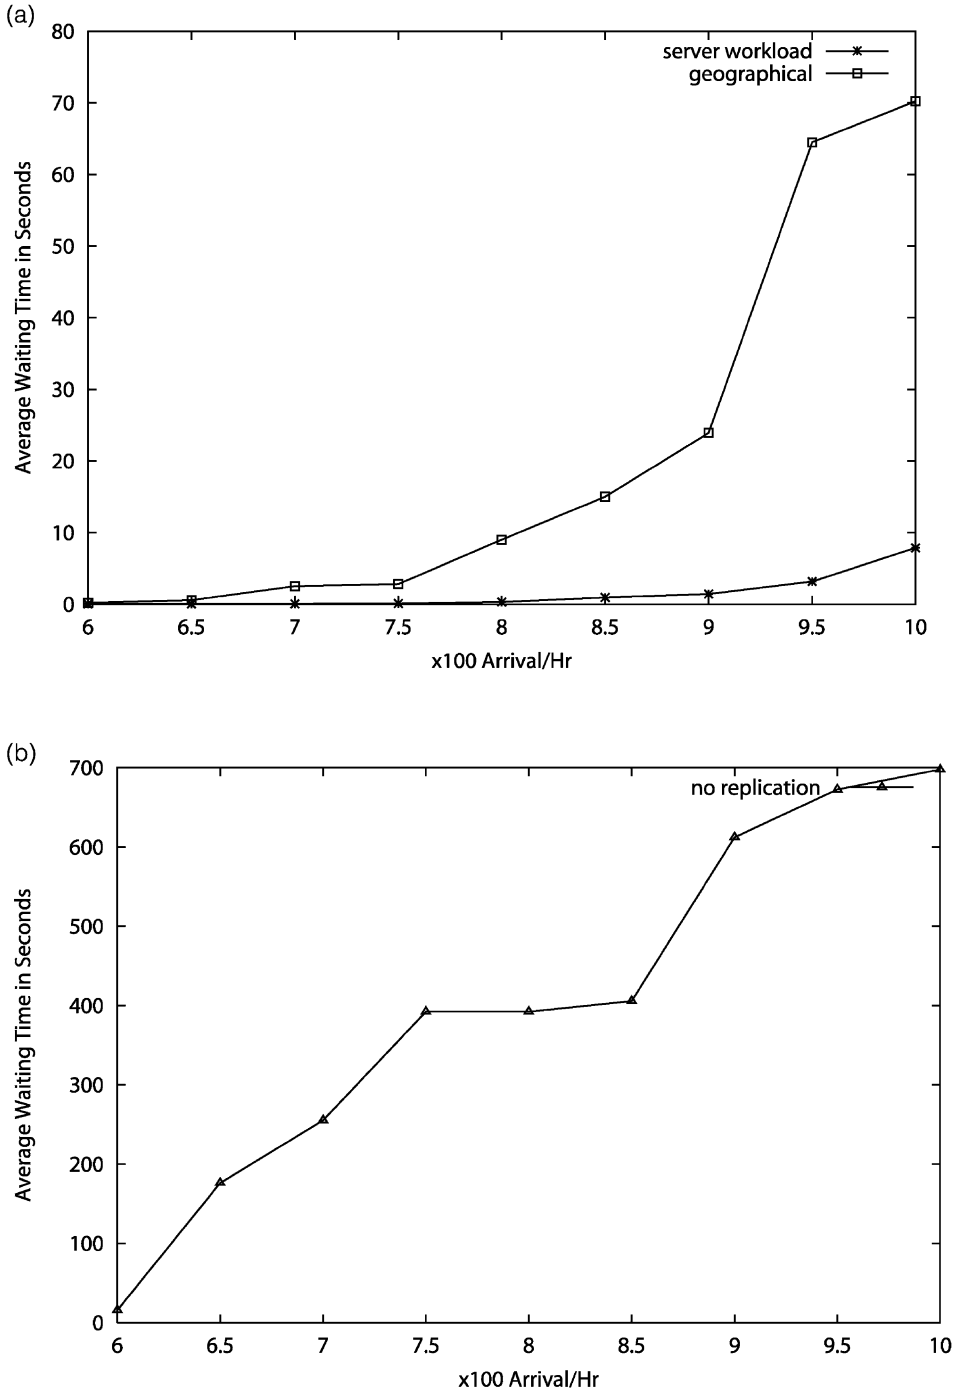 (a)
80
70
60
50
40
30
20
10
0
Average Waiting Time in Seconds
server workload
geographical
6 6.5 7 7.5 8 8.5 9 9.5 10
x100 Arrival/Hr
(b)
700
600
500
400
300
200
100
0
Average Waiting Time in Seconds
no replication
6 6.5 7 7.5 8 8.5 9 9.5 10
x100 Arrival/Hr